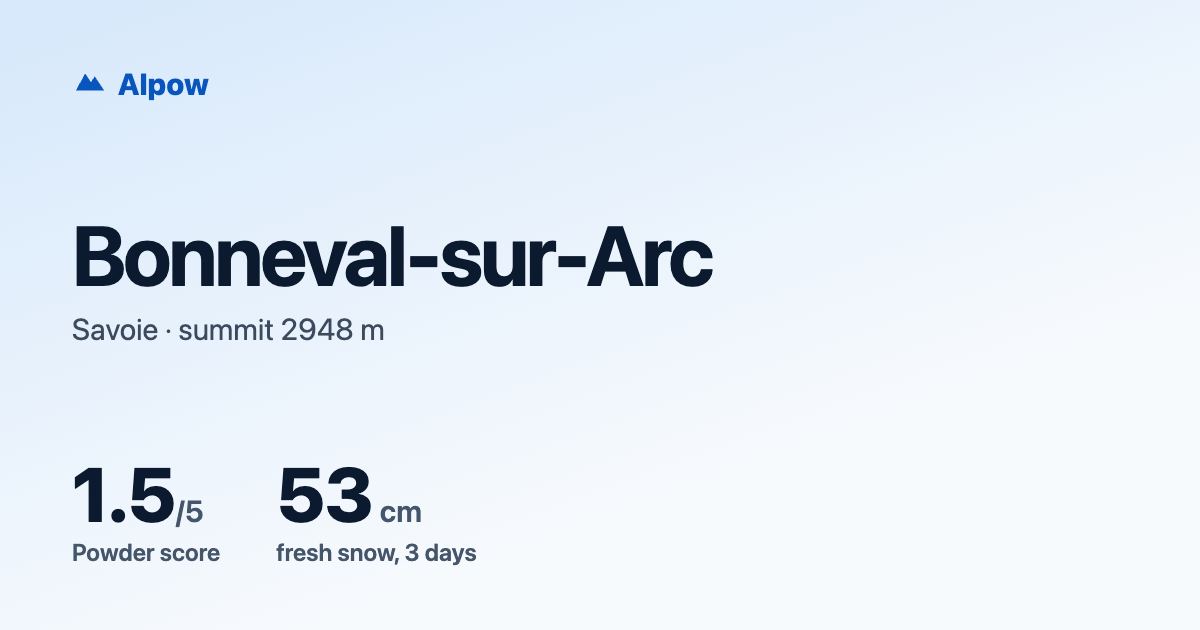 Alpow
Bonneval-sur-Arc
Savoie · summit 2948 m
1.5/5
Powder score
53 cm
fresh snow, 3 days